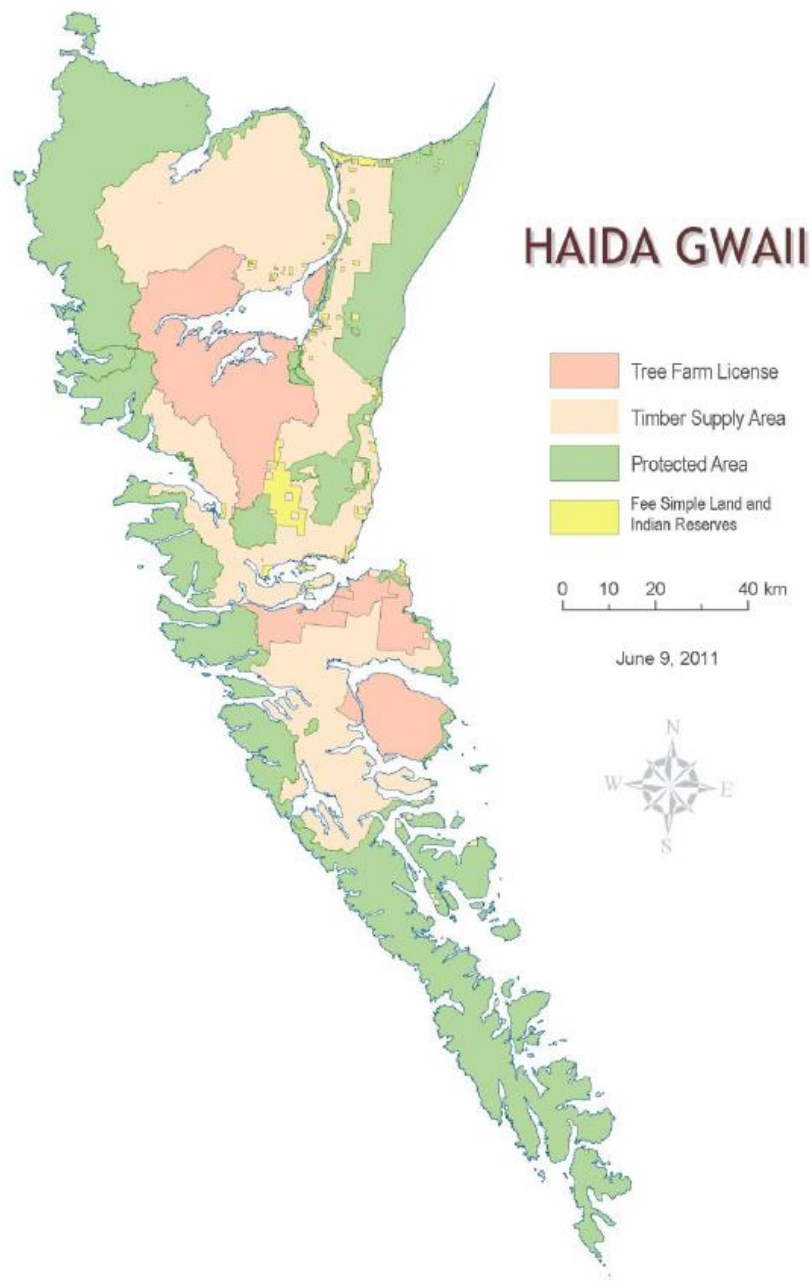 HAIDA GWAII
Tree Farm License
Timber Supply Area
Protected Area
Fee Simple Land and
Indian Reserves
0 10 20 40 km
June 9, 2011
N
W E
S